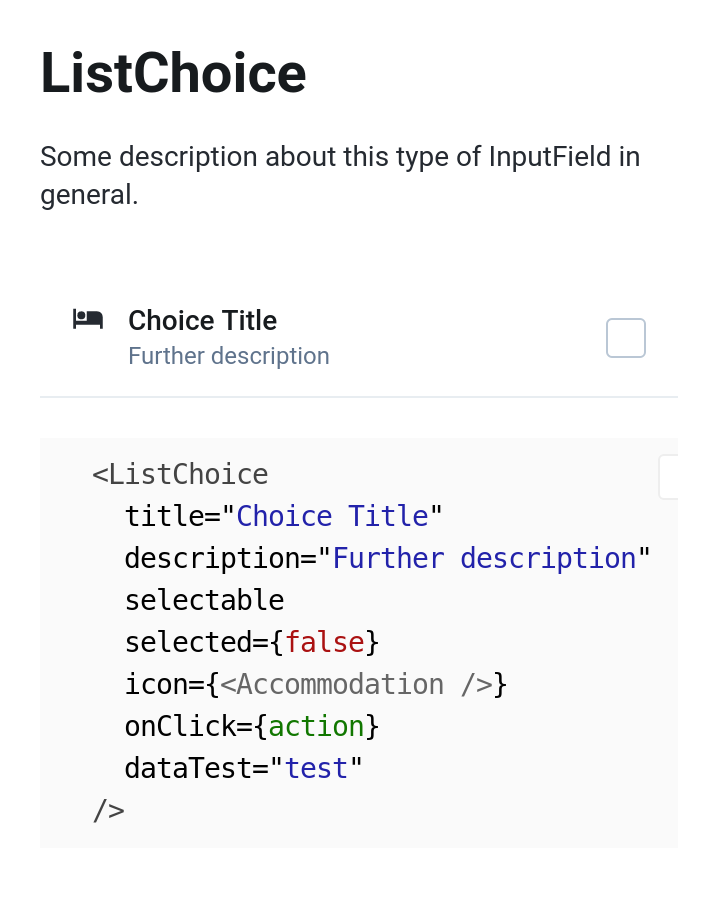 ListChoice
Some description about this type of InputField in
general.
Choice Title
Further description
<ListChoice
  title="Choice Title"
  description="Further description"
  selectable
  selected={false}
  icon={<Accommodation />}
  onClick={action}
  dataTest="test"
/>